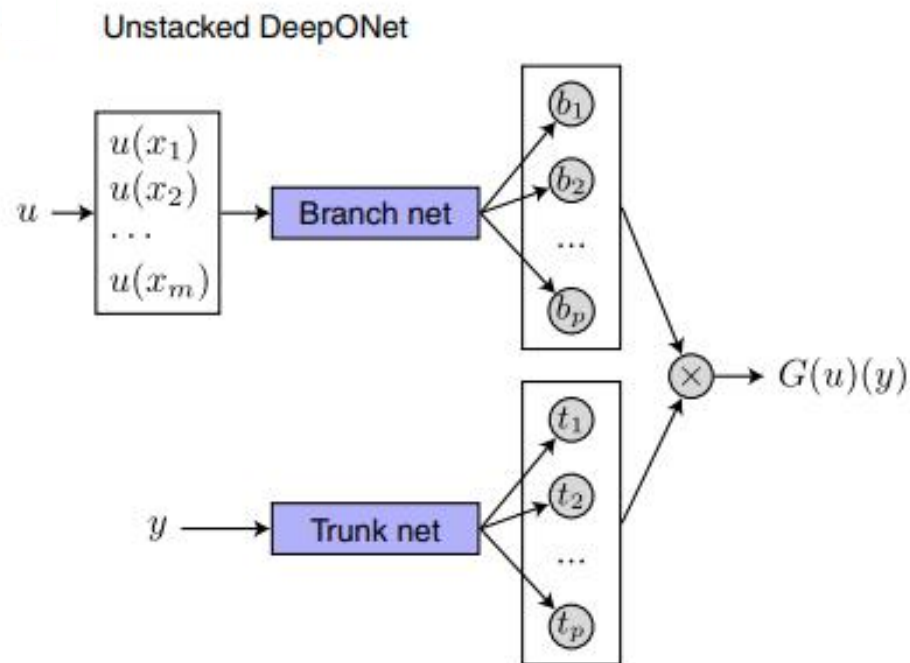 Unstacked DeepONet
u
u(x₁)
u(x₂)
...
u(xₘ)
Branch net
b₁
b₂
...
bₚ
×
G(u)(y)
y
Trunk net
t₁
t₂
...
tₚ